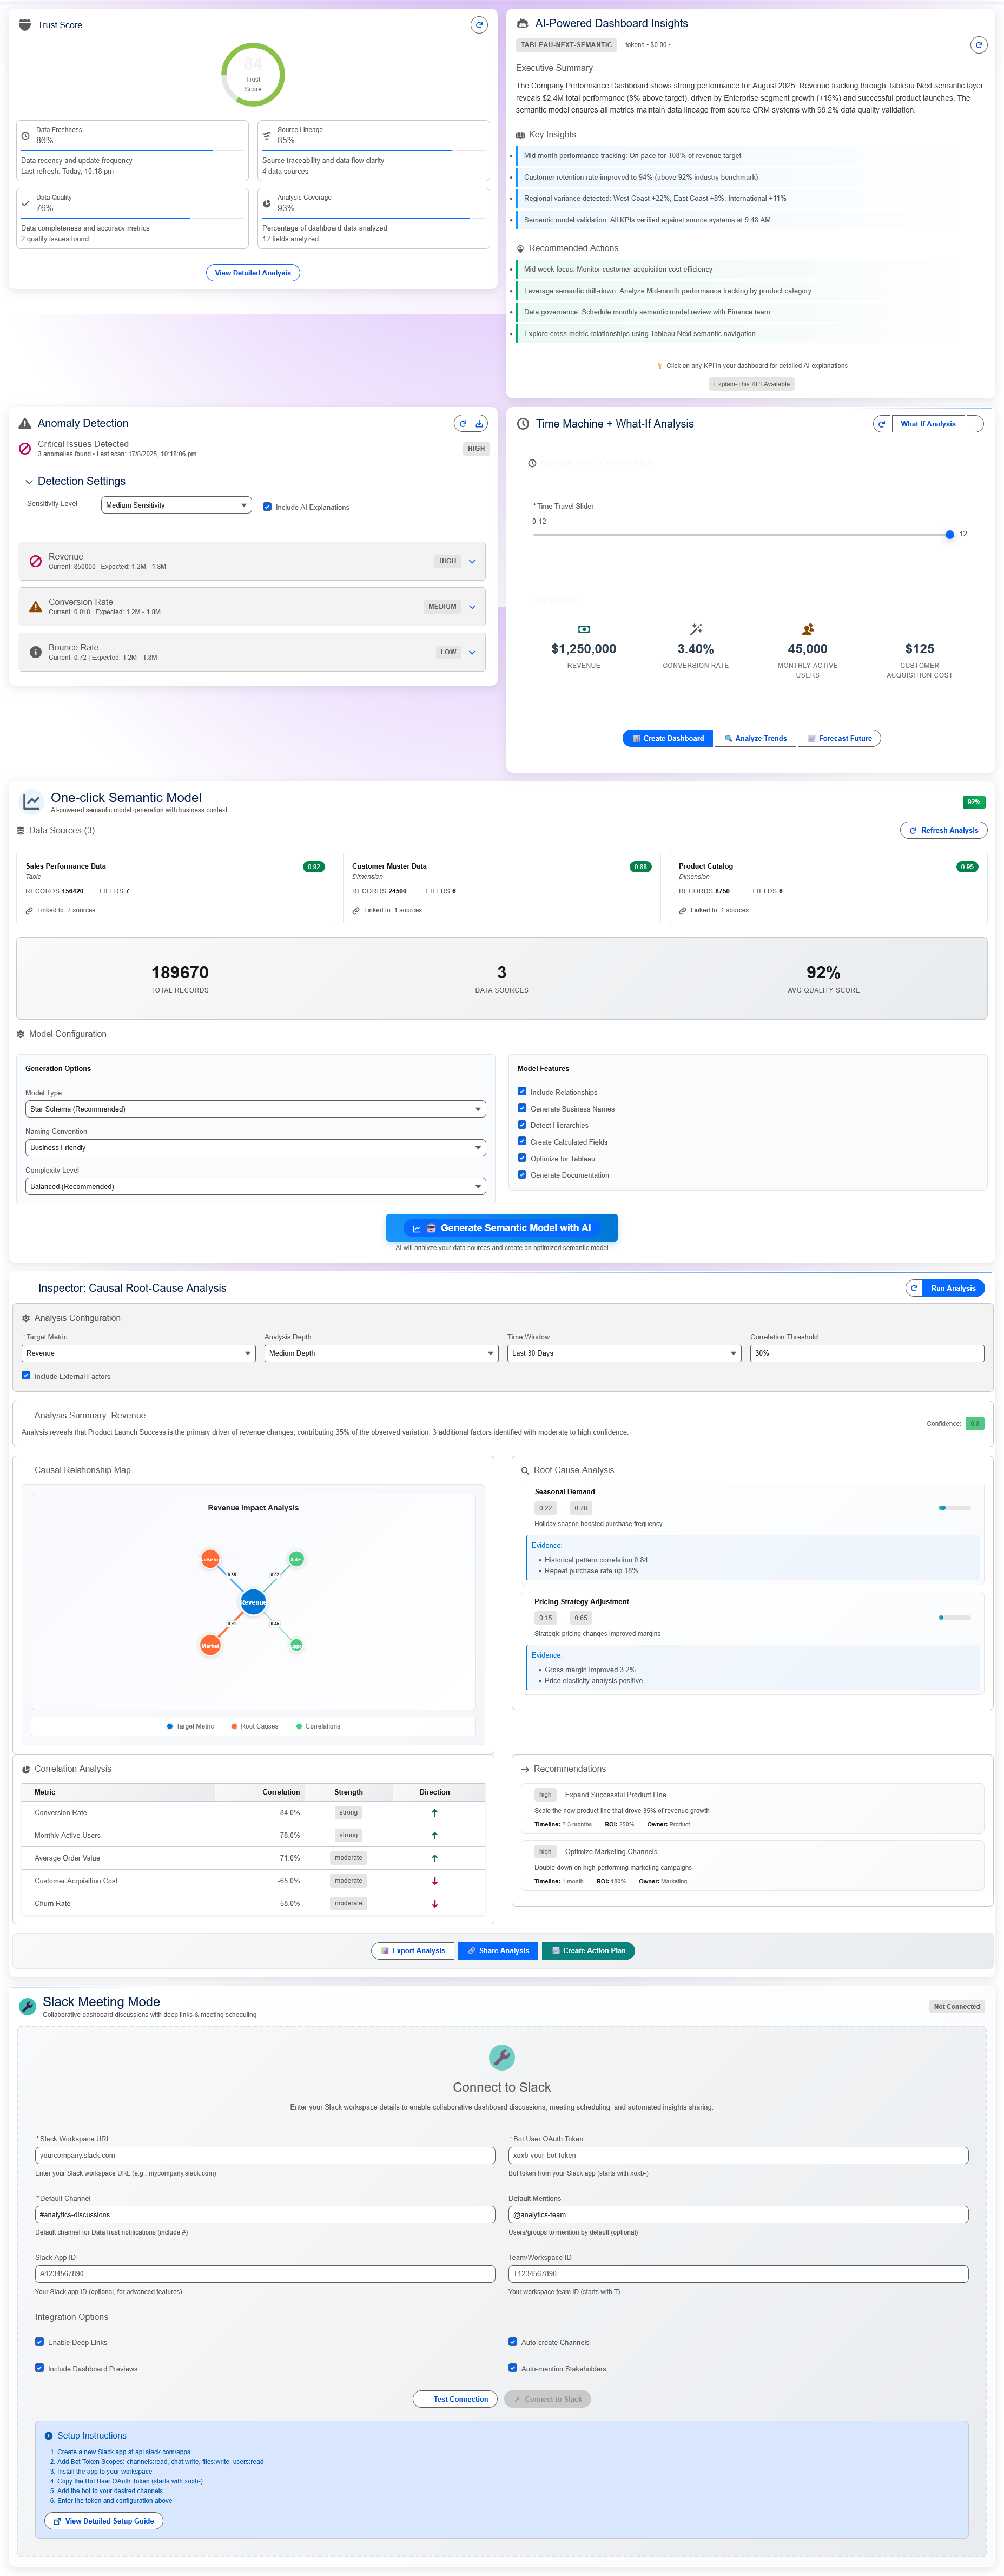 Trust Score
84
Trust
Score
Data Freshness
86%
Data recency and update frequency
Last refresh: Today, 10:18 pm
Source Lineage
85%
Source traceability and data flow clarity
4 data sources
Data Quality
76%
Data completeness and accuracy metrics
2 quality issues found
Analysis Coverage
93%
Percentage of dashboard data analyzed
12 fields analyzed
View Detailed Analysis
AI-Powered Dashboard Insights
TABLEAU-NEXT-SEMANTIC tokens • $0.00 • —
Executive Summary
The Company Performance Dashboard shows strong performance for August 2025. Revenue tracking through Tableau Next semantic layer
reveals $2.4M total performance (8% above target), driven by Enterprise segment growth (+15%) and successful product launches. The
semantic model ensures all metrics maintain data lineage from source CRM systems with 99.2% data quality validation.
Key Insights
Mid-month performance tracking: On pace for 108% of revenue target
Customer retention rate improved to 94% (above 92% industry benchmark)
Regional variance detected: West Coast +22%, East Coast +8%, International +11%
Semantic model validation: All KPIs verified against source systems at 9:48 AM
Recommended Actions
Mid-week focus: Monitor customer acquisition cost efficiency
Leverage semantic drill-down: Analyze Mid-month performance tracking by product category
Data governance: Schedule monthly semantic model review with Finance team
Explore cross-metric relationships using Tableau Next semantic navigation
Click on any KPI in your dashboard for detailed AI explanations
Explain-This KPI Available
Anomaly Detection
Critical Issues Detected
3 anomalies found • Last scan: 17/8/2025, 10:18:06 pm
HIGH
Detection Settings
Sensitivity Level
Medium Sensitivity
Include AI Explanations
Revenue
Current: 850000 | Expected: 1.2M - 1.8M
HIGH
Conversion Rate
Current: 0.018 | Expected: 1.2M - 1.8M
MEDIUM
Bounce Rate
Current: 0.72 | Expected: 1.2M - 1.8M
LOW
Time Machine + What-If Analysis
What-If Analysis
*Time Travel Slider
0-12
12
$1,250,000
REVENUE
3.40%
CONVERSION RATE
45,000
MONTHLY ACTIVE
USERS
$125
CUSTOMER
ACQUISITION COST
Create Dashboard
Analyze Trends
Forecast Future
One-click Semantic Model
AI-powered semantic model generation with business context
92%
Data Sources (3)
Refresh Analysis
Sales Performance Data
0.92
Table
RECORDS:156420 FIELDS:7
Linked to: 2 sources
Customer Master Data
0.88
Dimension
RECORDS:24500 FIELDS:6
Linked to: 1 sources
Product Catalog
0.95
Dimension
RECORDS:8750 FIELDS:6
Linked to: 1 sources
189670
TOTAL RECORDS
3
DATA SOURCES
92%
AVG QUALITY SCORE
Model Configuration
Generation Options
Model Type
Star Schema (Recommended)
Naming Convention
Business Friendly
Complexity Level
Balanced (Recommended)
Model Features
Include Relationships
Generate Business Names
Detect Hierarchies
Create Calculated Fields
Optimize for Tableau
Generate Documentation
Generate Semantic Model with AI
AI will analyze your data sources and create an optimized semantic model
Inspector: Causal Root-Cause Analysis
Run Analysis
Analysis Configuration
*Target Metric
Revenue
Analysis Depth
Medium Depth
Time Window
Last 30 Days
Correlation Threshold
30%
Include External Factors
Analysis Summary: Revenue
Analysis reveals that Product Launch Success is the primary driver of revenue changes, contributing 35% of the observed variation. 3 additional factors identified with moderate to high confidence.
Confidence: 0.8
Causal Relationship Map
Revenue Impact Analysis
Sales
0.85
0.62
Revenue
0.91
0.48
Market
Target Metric
Root Causes
Correlations
Root Cause Analysis
Seasonal Demand
0.22
0.78
Holiday season boosted purchase frequency
Evidence:
Historical pattern correlation 0.84
Repeat purchase rate up 18%
Pricing Strategy Adjustment
0.15
0.65
Strategic pricing changes improved margins
Evidence:
Gross margin improved 3.2%
Price elasticity analysis positive
Correlation Analysis
Metric Correlation Strength Direction
Conversion Rate 84.0% strong
Monthly Active Users 78.0% strong
Average Order Value 71.0% moderate
Customer Acquisition Cost -65.0% moderate
Churn Rate -58.0% moderate
Recommendations
high Expand Successful Product Line
Scale the new product line that drove 35% of revenue growth
Timeline: 2-3 months ROI: 250% Owner: Product
high Optimize Marketing Channels
Double down on high-performing marketing campaigns
Timeline: 1 month ROI: 180% Owner: Marketing
Export Analysis
Share Analysis
Create Action Plan
Slack Meeting Mode
Collaborative dashboard discussions with deep links & meeting scheduling
Not Connected
Connect to Slack
Enter your Slack workspace details to enable collaborative dashboard discussions, meeting scheduling, and automated insights sharing.
*Slack Workspace URL
yourcompany.slack.com
Enter your Slack workspace URL (e.g., mycompany.slack.com)
*Bot User OAuth Token
xoxb-your-bot-token
Bot token from your Slack app (starts with xoxb-)
*Default Channel
#analytics-discussions
Default channel for DataTrust notifications (include #)
Default Mentions
@analytics-team
Users/groups to mention by default (optional)
Slack App ID
A1234567890
Your Slack app ID (optional, for advanced features)
Team/Workspace ID
T1234567890
Your workspace team ID (starts with T)
Integration Options
Enable Deep Links
Auto-create Channels
Include Dashboard Previews
Auto-mention Stakeholders
Test Connection
Connect to Slack
Setup Instructions
1. Create a new Slack app at api.slack.com/apps
2. Add Bot Token Scopes: channels:read, chat:write, files:write, users:read
3. Install the app to your workspace
4. Copy the Bot User OAuth Token (starts with xoxb-)
5. Add the bot to your desired channels
6. Enter the token and configuration above
View Detailed Setup Guide